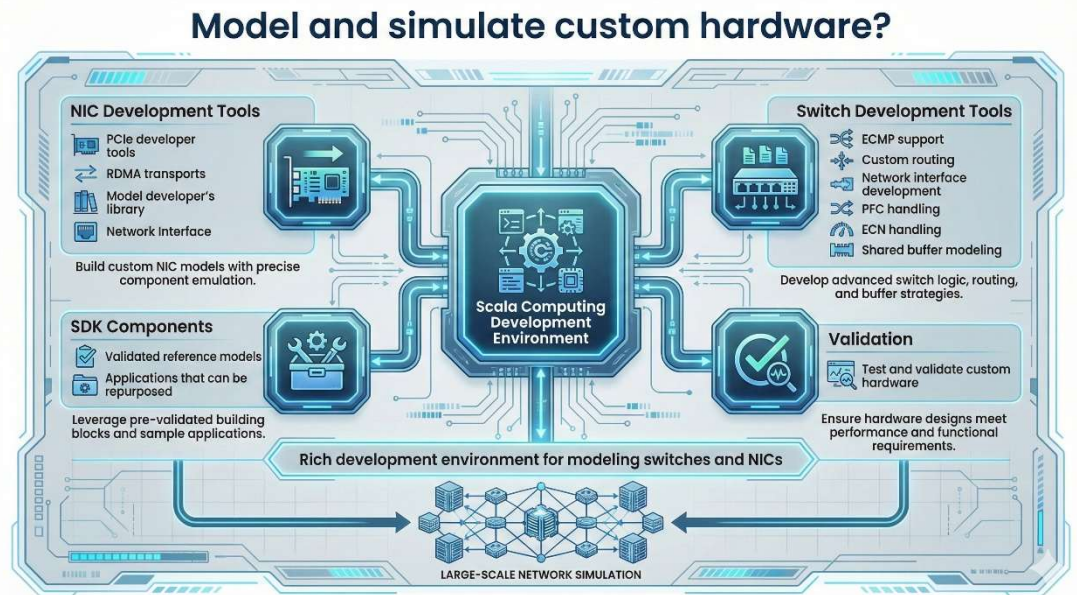 Model and simulate custom hardware?
NIC Development Tools
PCIe developer
tools
RDMA transports
Model developer's
library
Network Interface
Build custom NIC models with precise
component emulation.
SDK Components
Validated reference models
Applications that can be
repurposed
Leverage pre-validated building
blocks and sample applications.
Scala Computing
Development
Environment
Switch Development Tools
ECMP support
Custom routing
Network interface
development
PFC handling
ECN handling
Shared buffer modeling
Develop advanced switch logic, routing,
and buffer strategies.
Validation
Test and validate custom
hardware
Ensure hardware designs meet
performance and functional
requirements.
Rich development environment for modeling switches and NICs
LARGE-SCALE NETWORK SIMULATION